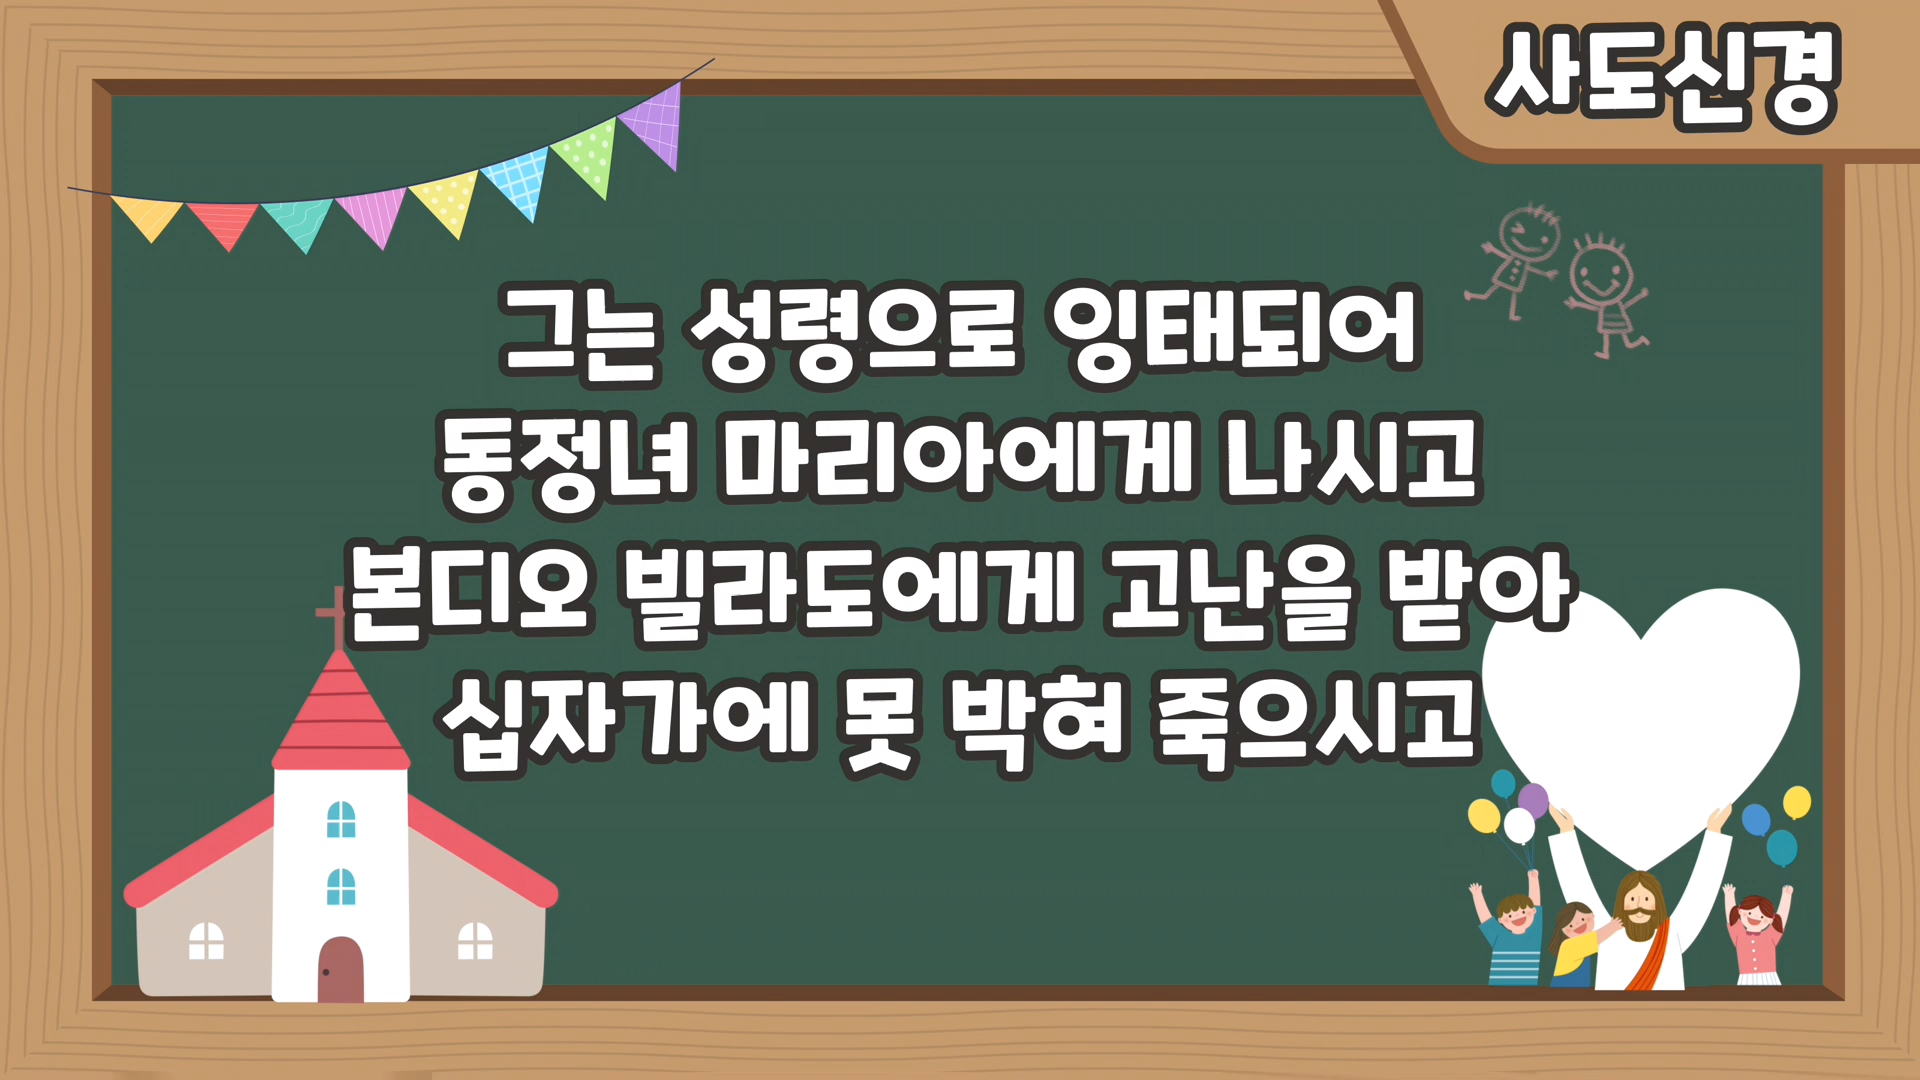 사도신경
그는 성령으로 잉태되어
동정녀 마리아에게 나시고
본디오 빌라도에게 고난을 받아
십자가에 못 박혀 죽으시고